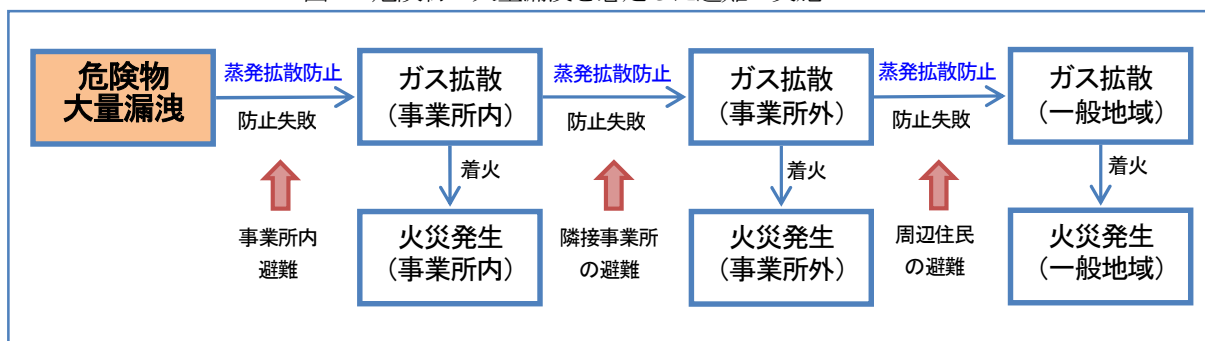 危険物
大量漏洩
蒸発拡散防止
防止失敗
事業所内
避難
ガス拡散
(事業所内)
着火
火災発生
(事業所内)
蒸発拡散防止
防止失敗
隣接事業所
の避難
ガス拡散
(事業所外)
着火
火災発生
(事業所外)
蒸発拡散防止
防止失敗
周辺住民
の避難
ガス拡散
(一般地域)
着火
火災発生
(一般地域)